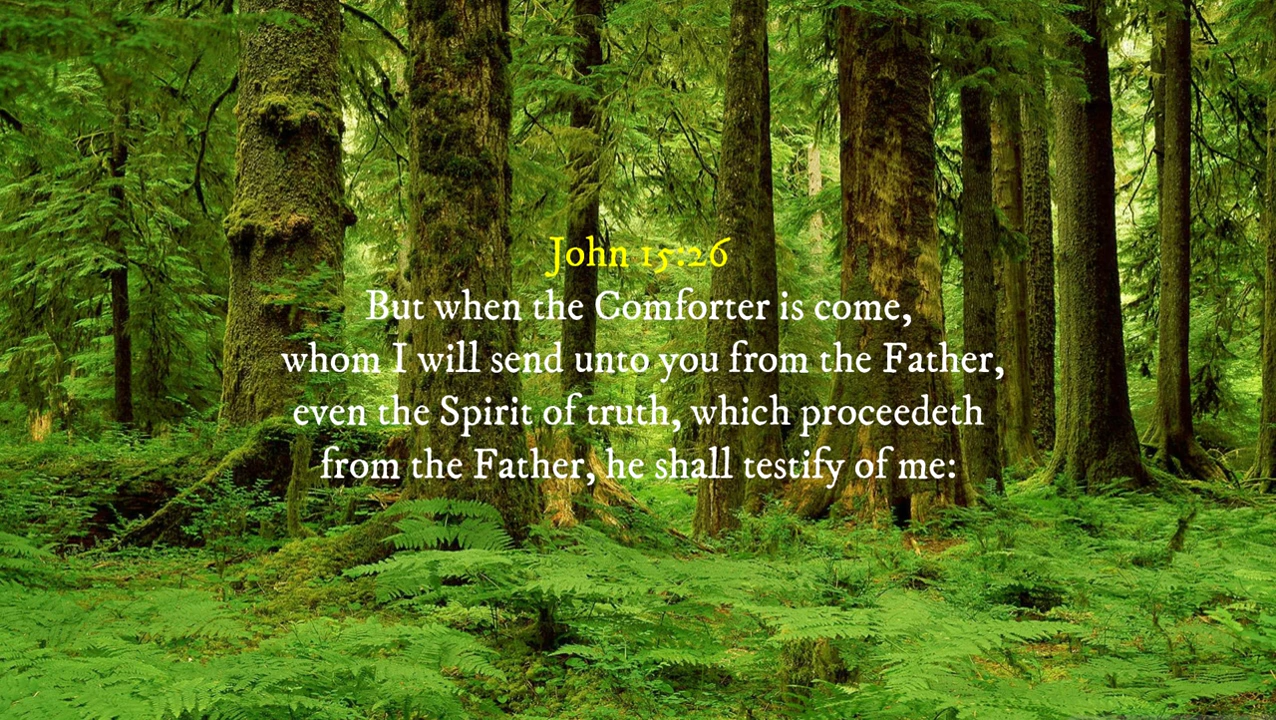 John 15:26
But when the Comforter is come,
whom I will send unto you from the Father,
even the Spirit of truth, which proceedeth
from the Father, he shall testify of me: